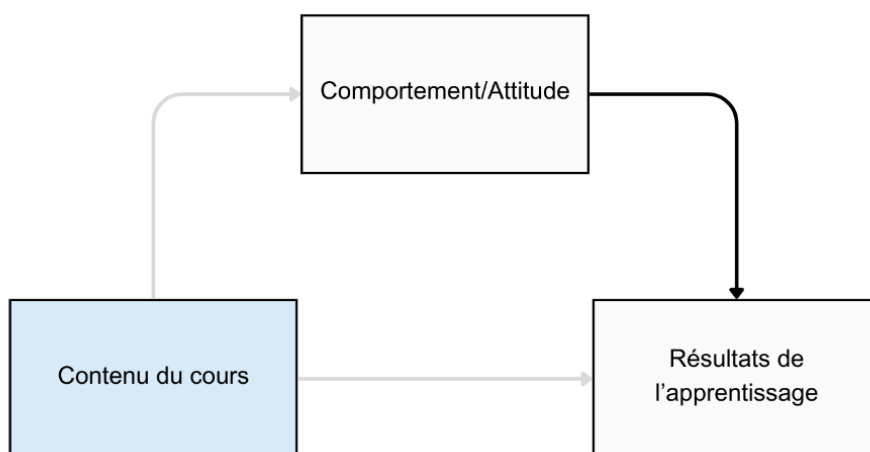 Comportement/Attitude
Contenu du cours
Résultats de
l’apprentissage